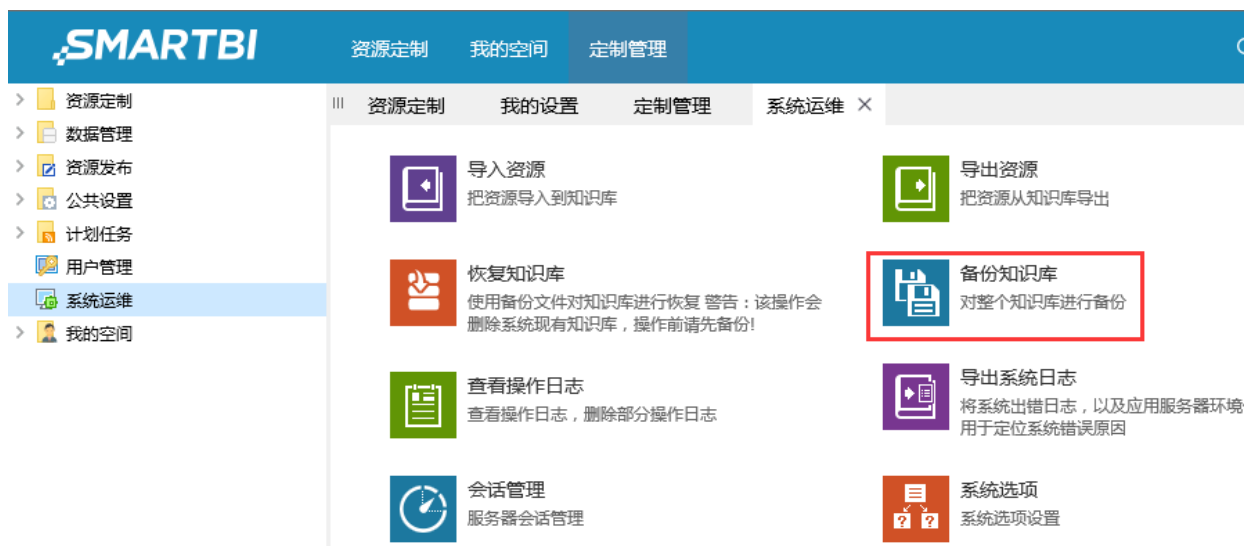 SMARTBI
资源定制 我的空间 定制管理
资源定制
数据管理
资源发布
公共设置
计划任务
用户管理
系统运维
我的空间
资源定制 我的设置 定制管理 系统运维
导入资源
把资源导入到知识库
导出资源
把资源从知识库导出
恢复知识库
使用备份文件对知识库进行恢复 警告：该操作会
删除系统现有知识库，操作前请先备份!
备份知识库
对整个知识库进行备份
查看操作日志
查看操作日志，删除部分操作日志
导出系统日志
将系统出错日志，以及应用服务器环境
用于定位系统错误原因
会话管理
服务器会话管理
系统选项
系统选项设置